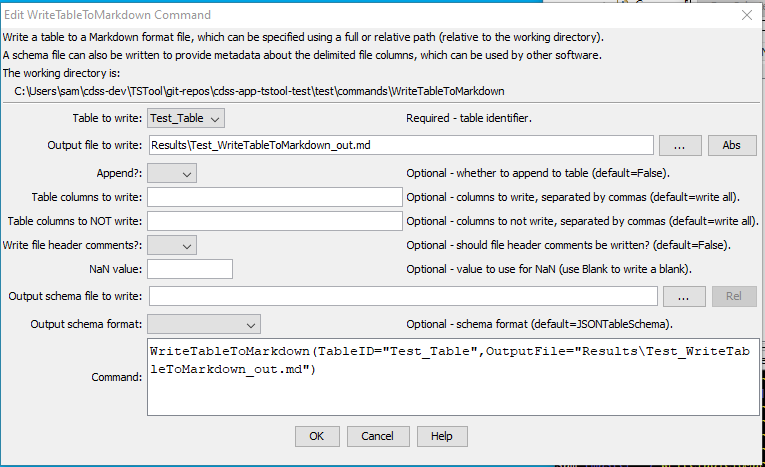 Edit WriteTableToMarkdown Command
Write a table to a Markdown format file, which can be specified using a full or relative path (relative to the working directory).
A schema file can also be written to provide metadata about the delimited file columns, which can be used by other software.
The working directory is:
C:\Users\sam\cdss-dev\TSTool\git-repos\cdss-app-tstool-test\test\commands\WriteTableToMarkdown
Table to write: Test_Table Required - table identifier.
Output file to write: Results\Test_WriteTableToMarkdown_out.md ... Abs
Append?: Optional - whether to append to table (default=False).
Table columns to write: Optional - columns to write, separated by commas (default=write all).
Table columns to NOT write: Optional - columns to not write, separated by commas (default=write all).
Write file header comments?: Optional - should file header comments be written? (default=False).
NaN value: Optional - value to use for NaN (use Blank to write a blank).
Output schema file to write: ... Rel
Output schema format: Optional - schema format (default=JSONTableSchema).
Command: WriteTableToMarkdown(TableID="Test_Table",OutputFile="Results\Test_WriteTab
leToMarkdown_out.md")
OK Cancel Help